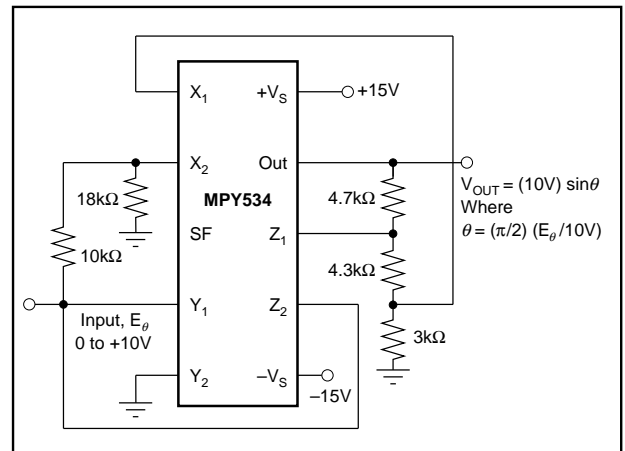 X1
+VS
+15V
X2
Out
18kΩ
MPY534
4.7kΩ
VOUT = (10V) sinθ
Where
θ = (π/2) (Eθ/10V)
SF
Z1
10kΩ
4.3kΩ
Input, Eθ
0 to +10V
Y1
Z2
3kΩ
Y2
–VS
–15V